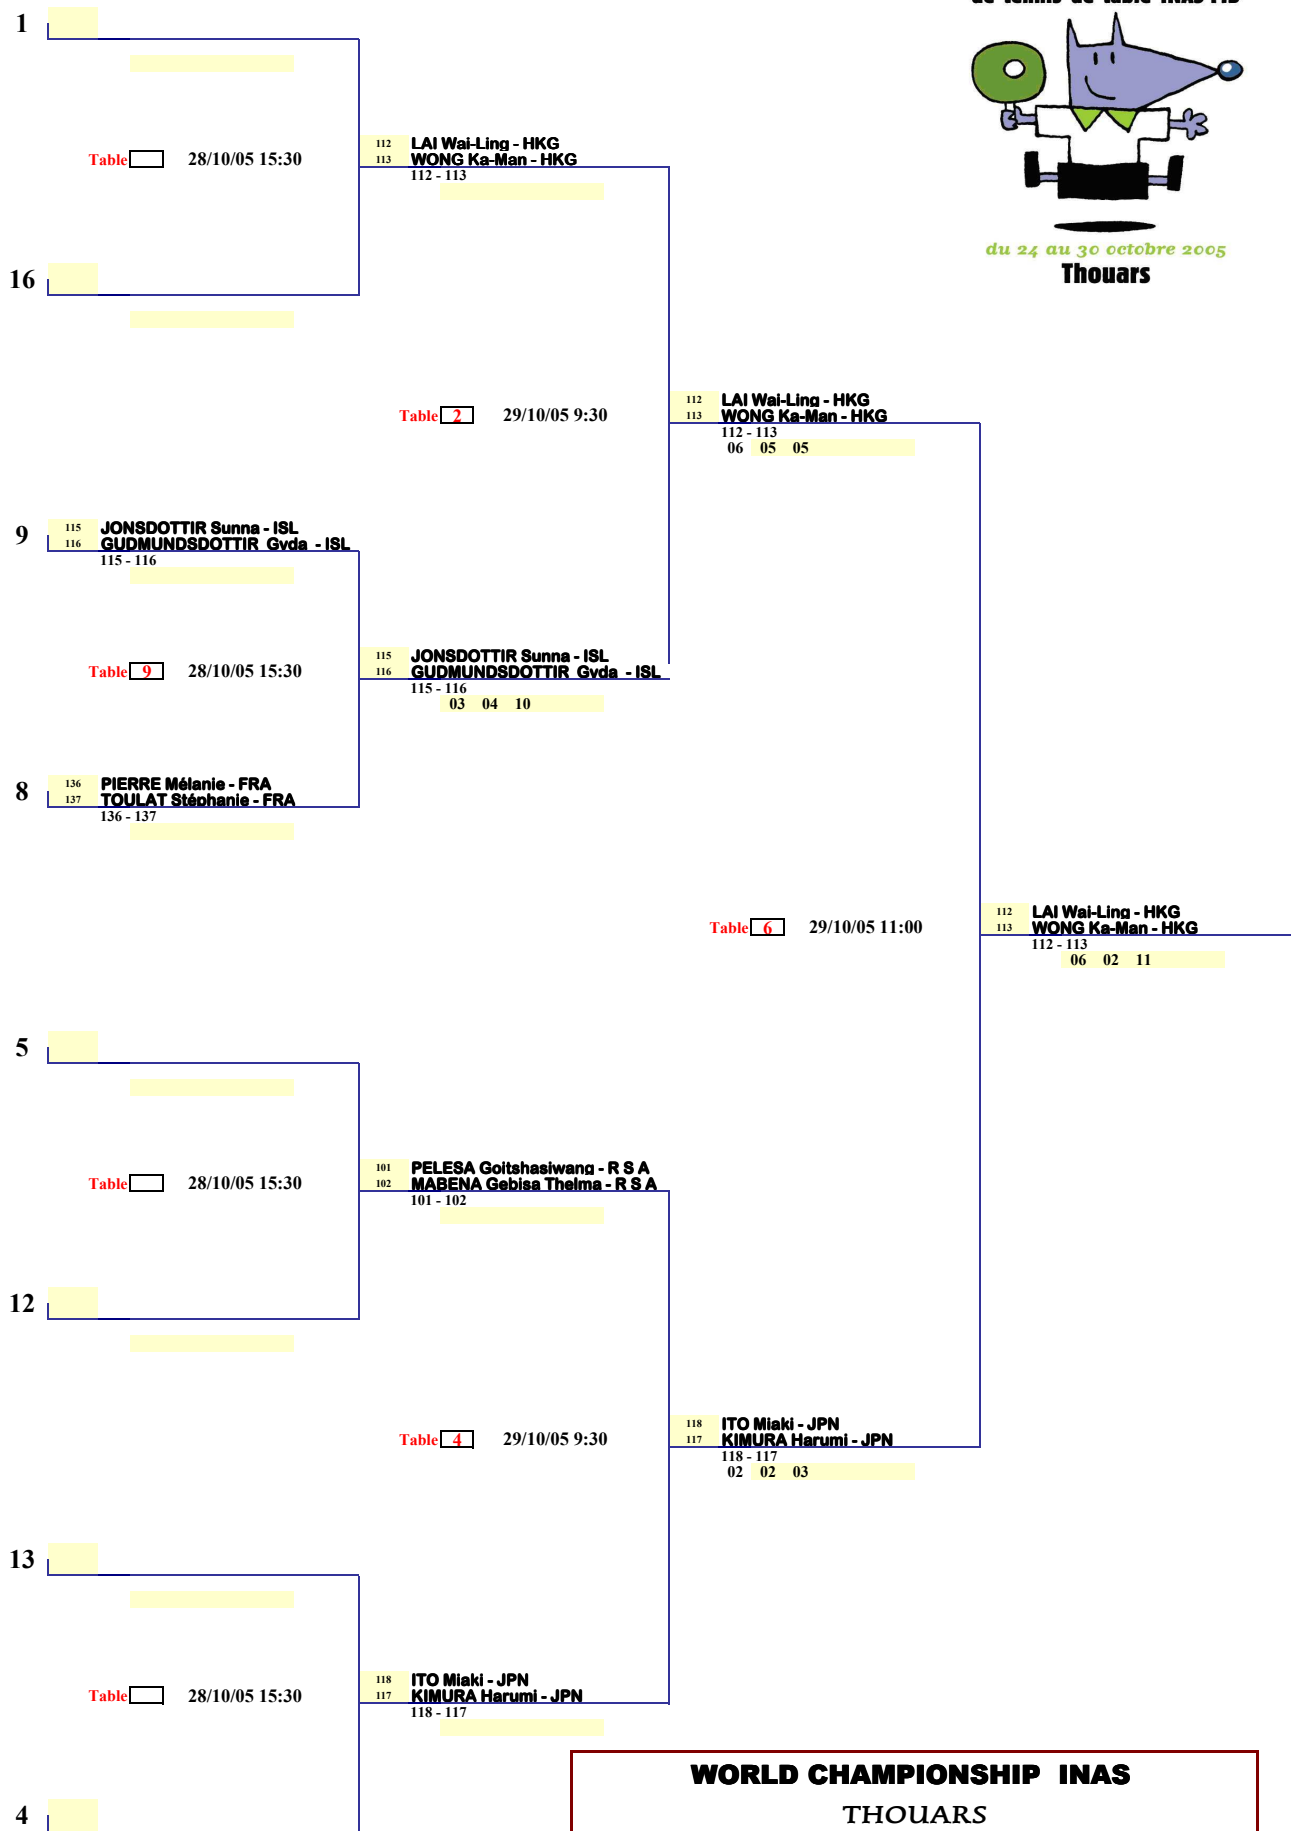 1
112 LAI Wai-Ling - HKG
113 WONG Ka-Man - HKG
112 - 113
Table 28/10/05 15:30
du 24 au 30 octobre 2005
Thouars
16
112 LAI Wai-Ling - HKG
113 WONG Ka-Man - HKG
112 - 113
06 05 05
Table 2 29/10/05 9:30
9
115 JONSDOTTIR Sunna - ISL
116 GUDMUNDSDOTTIR Gvda - ISL
115 - 116
Table 9 28/10/05 15:30
115 JONSDOTTIR Sunna - ISL
116 GUDMUNDSDOTTIR Gvda - ISL
115 - 116
03 04 10
8
136 PIERRE Mélanie - FRA
137 TOULAT Stéphanie - FRA
136 - 137
Table 6 29/10/05 11:00
112 LAI Wai-Ling - HKG
113 WONG Ka-Man - HKG
112 - 113
06 02 11
5
Table 28/10/05 15:30
101 PELESA Goitshasiwang - R S A
102 MABENA Gebisa Thelma - R S A
101 - 102
12
Table 4 29/10/05 9:30
118 ITO Miaki - JPN
117 KIMURA Harumi - JPN
118 - 117
02 02 03
13
Table 28/10/05 15:30
118 ITO Miaki - JPN
117 KIMURA Harumi - JPN
118 - 117
4
WORLD CHAMPIONSHIP INAS
THOUARS